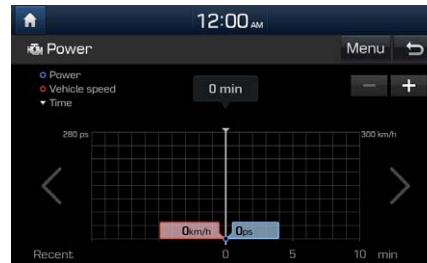 12:00 AM
Power
Menu
Power
Vehicle speed
Time
0 min
280 ps
300 km/h
0km/h
0ps
Recent
0
5
10
min